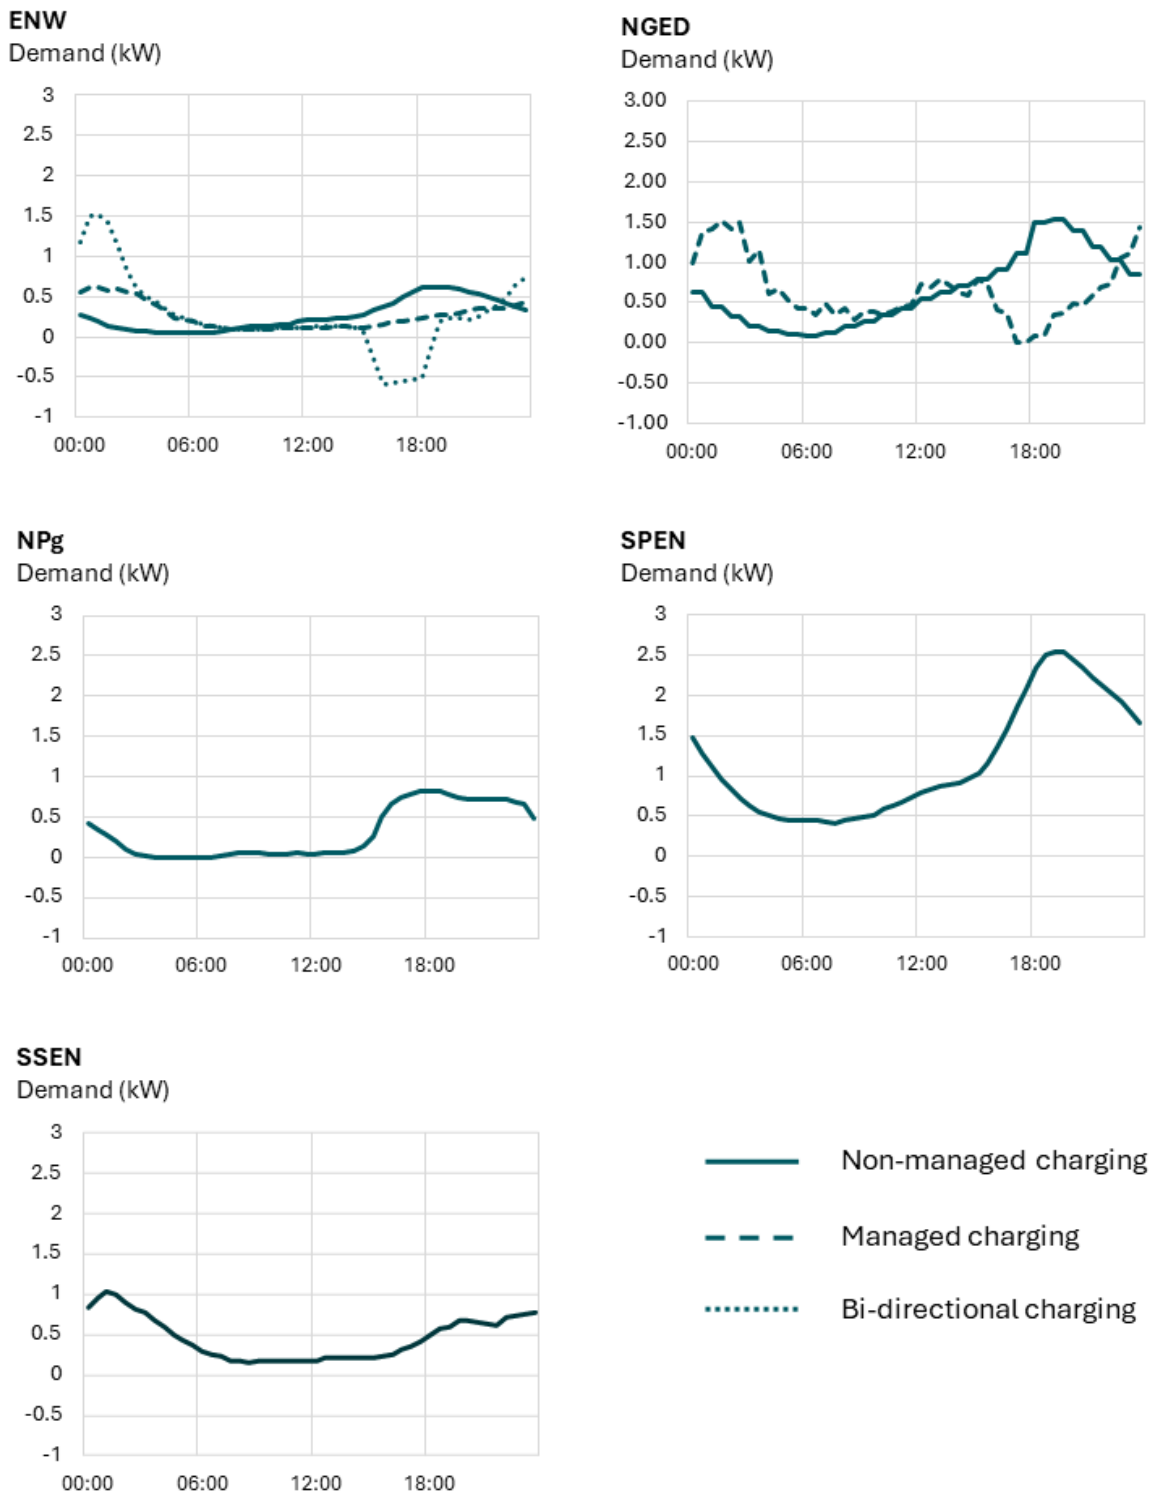 ENW
Demand (kW)
3
2.5
2
1.5
1
0.5
0
-0.5
-1
00:00 06:00 12:00 18:00
NGED
Demand (kW)
3.00
2.50
2.00
1.50
1.00
0.50
0.00
-0.50
-1.00
00:00 06:00 12:00 18:00
NPg
Demand (kW)
3
2.5
2
1.5
1
0.5
0
-0.5
-1
00:00 06:00 12:00 18:00
SPEN
Demand (kW)
3
2.5
2
1.5
1
0.5
0
-0.5
-1
00:00 06:00 12:00 18:00
SSEN
Demand (kW)
3
2.5
2
1.5
1
0.5
0
-0.5
-1
00:00 06:00 12:00 18:00
Non-managed charging
Managed charging
Bi-directional charging